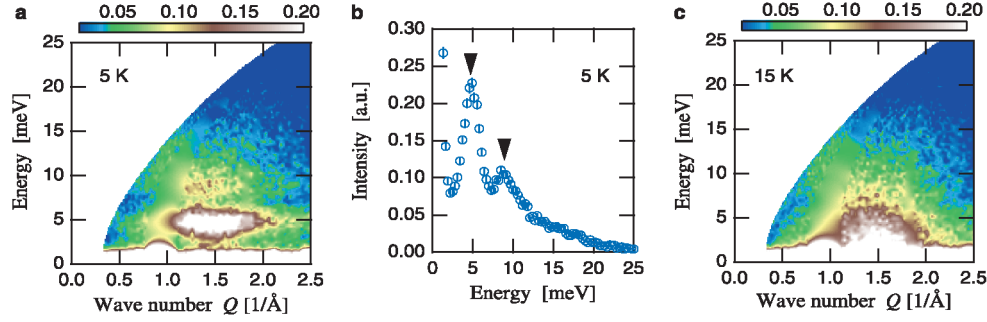 a
0.05 0.10 0.15 0.20
5 K
Energy [meV]
25
20
15
10
5
0
0.0 0.5 1.0 1.5 2.0 2.5
Wave number Q [1/Å]
b
5 K
Intensity [a.u.]
0.30
0.25
0.20
0.15
0.10
0.05
0.00
0 5 10 15 20 25
Energy [meV]
c
0.05 0.10 0.15 0.20
15 K
Energy [meV]
25
20
15
10
5
0
0.0 0.5 1.0 1.5 2.0 2.5
Wave number Q [1/Å]